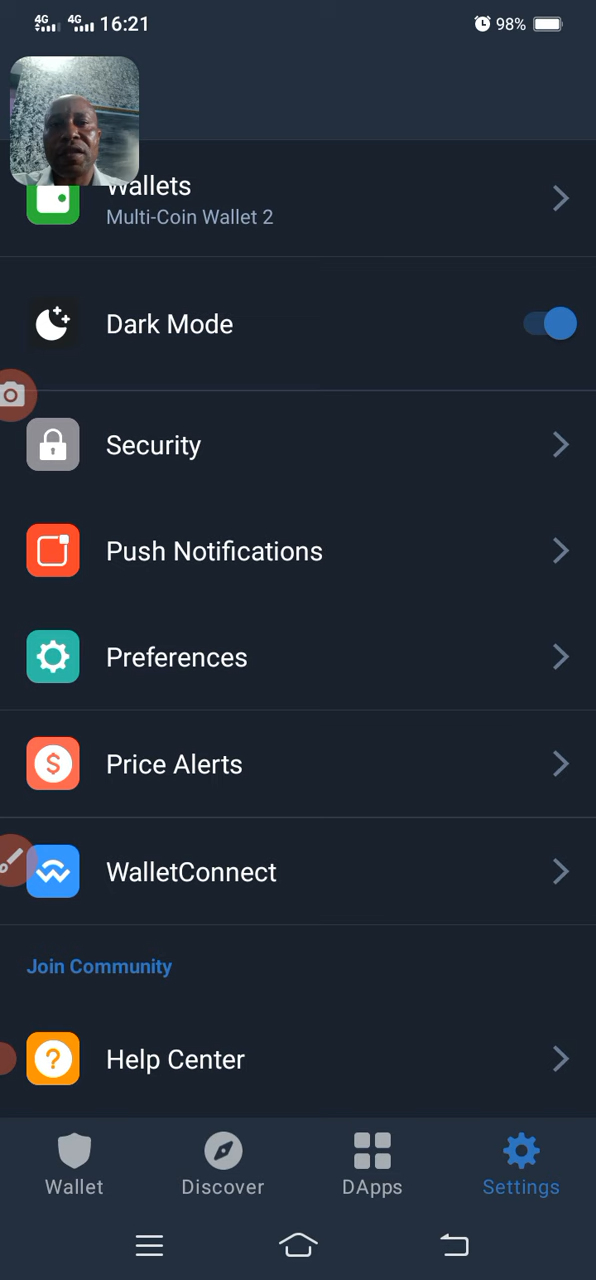 4G 4G 16:21 98%
Wallets
Multi-Coin Wallet 2
Dark Mode
Security
Push Notifications
Preferences
$
Price Alerts
WalletConnect
Join Community
?
Help Center
Wallet Discover DApps Settings